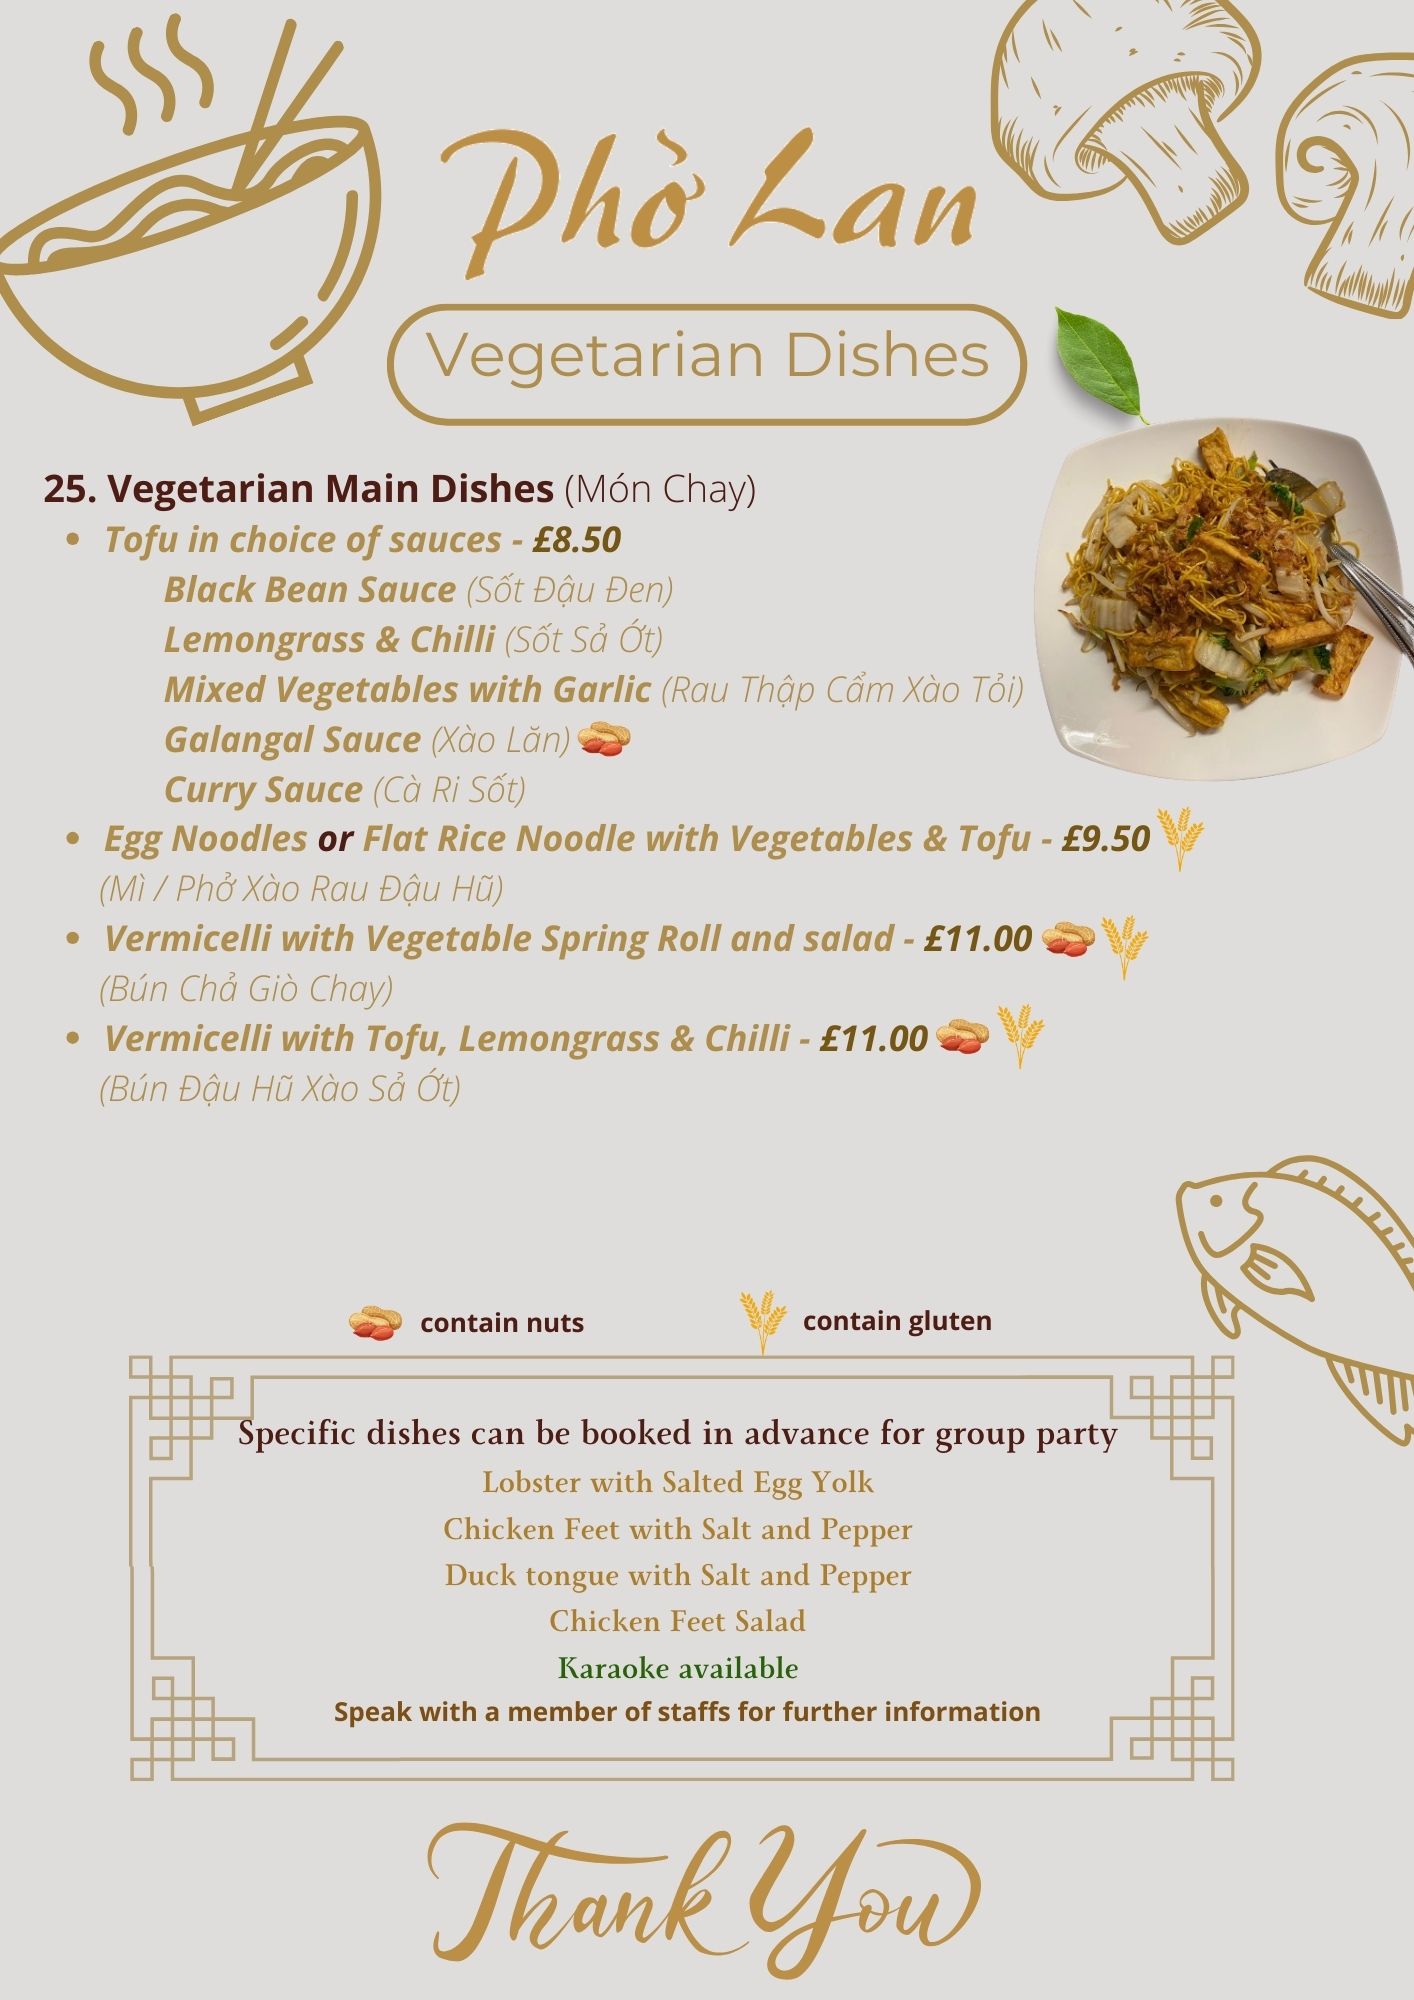 Phở Lan
Vegetarian Dishes
25. Vegetarian Main Dishes (Món Chay)
• Tofu in choice of sauces - £8.50
Black Bean Sauce (Sốt Đậu Đen)
Lemongrass & Chilli (Sốt Sả Ớt)
Mixed Vegetables with Garlic (Rau Thập Cẩm Xào Tỏi)
Galangal Sauce (Xào Lăn)
Curry Sauce (Cà Ri Sốt)
• Egg Noodles or Flat Rice Noodle with Vegetables & Tofu - £9.50
(Mì / Phở Xào Rau Đậu Hũ)
• Vermicelli with Vegetable Spring Roll and salad - £11.00
(Bún Chả Giò Chay)
• Vermicelli with Tofu, Lemongrass & Chilli - £11.00
(Bún Đậu Hũ Xào Sả Ớt)
contain nuts contain gluten
Specific dishes can be booked in advance for group party
Lobster with Salted Egg Yolk
Chicken Feet with Salt and Pepper
Duck tongue with Salt and Pepper
Chicken Feet Salad
Karaoke available
Speak with a member of staffs for further information
Thank You